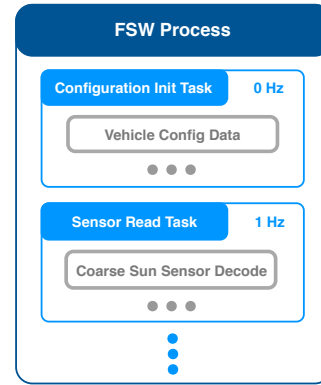 FSW Process
Configuration Init Task 0 Hz
Vehicle Config Data
Sensor Read Task 1 Hz
Coarse Sun Sensor Decode